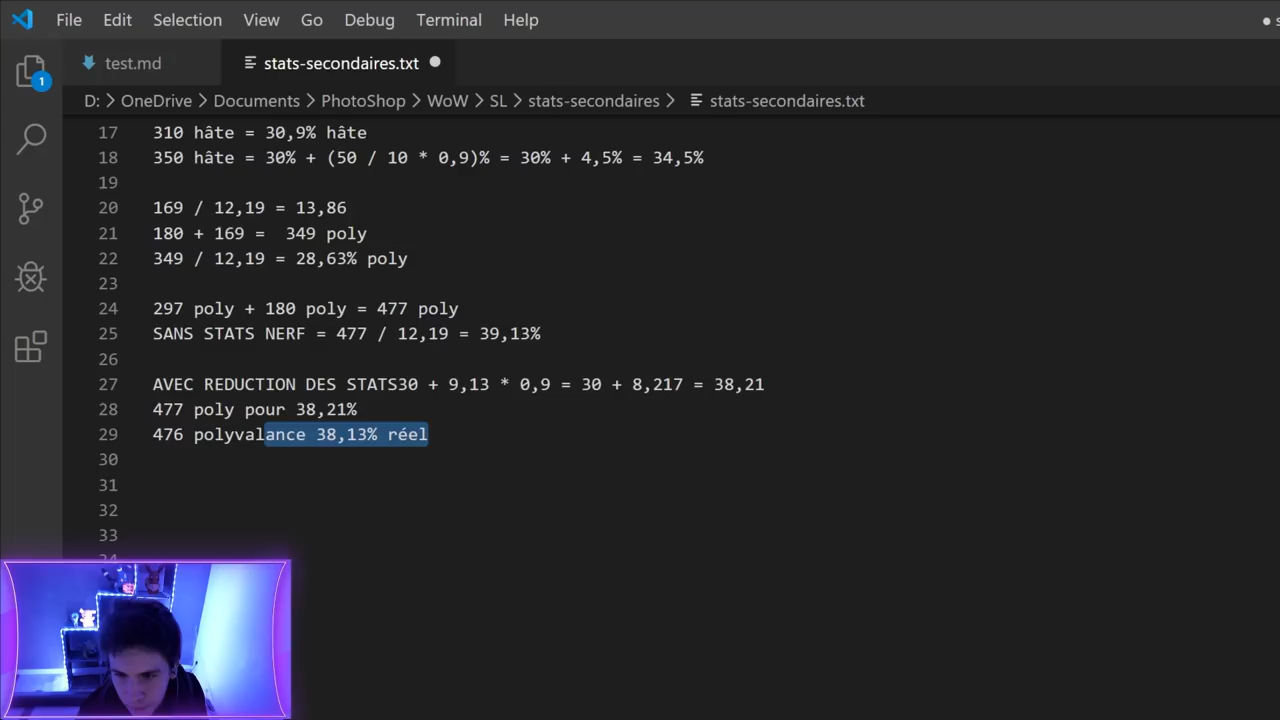 File Edit Selection View Go Debug Terminal Help
test.md stats-secondaires.txt
D: > OneDrive > Documents > PhotoShop > WoW > SL > stats-secondaires > stats-secondaires.txt
1
17 310 hâte = 30,9% hâte
18 350 hâte = 30% + (50 / 10 * 0,9)% = 30% + 4,5% = 34,5%
19
20 169 / 12,19 = 13,86
21 180 + 169 =  349 poly
22 349 / 12,19 = 28,63% poly
23
24 297 poly + 180 poly = 477 poly
25 SANS STATS NERF = 477 / 12,19 = 39,13%
26
27 AVEC REDUCTION DES STATS30 + 9,13 * 0,9 = 30 + 8,217 = 38,21
28 477 poly pour 38,21%
29 476 polyvalance 38,13% réel
30
31
32
33